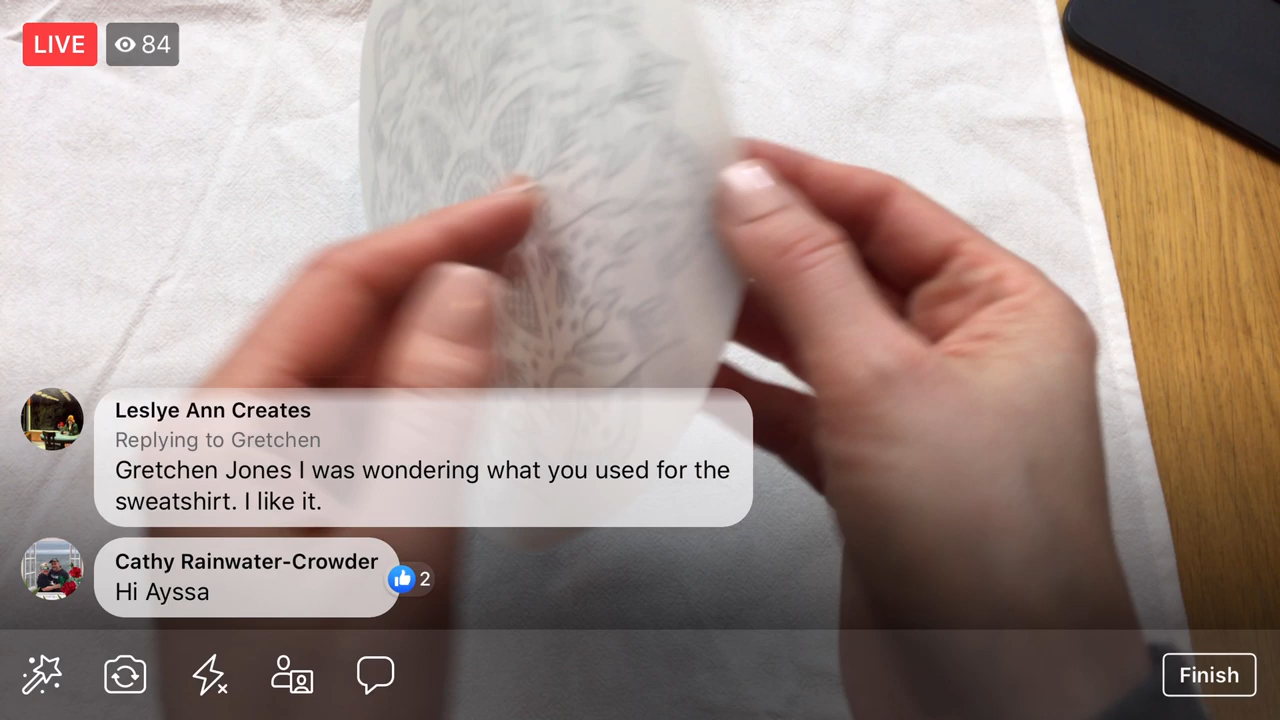 LIVE
84
Leslye Ann Creates
Replying to Gretchen
Gretchen Jones I was wondering what you used for the
sweatshirt. I like it.
Cathy Rainwater-Crowder
Hi Ayssa
2
Finish